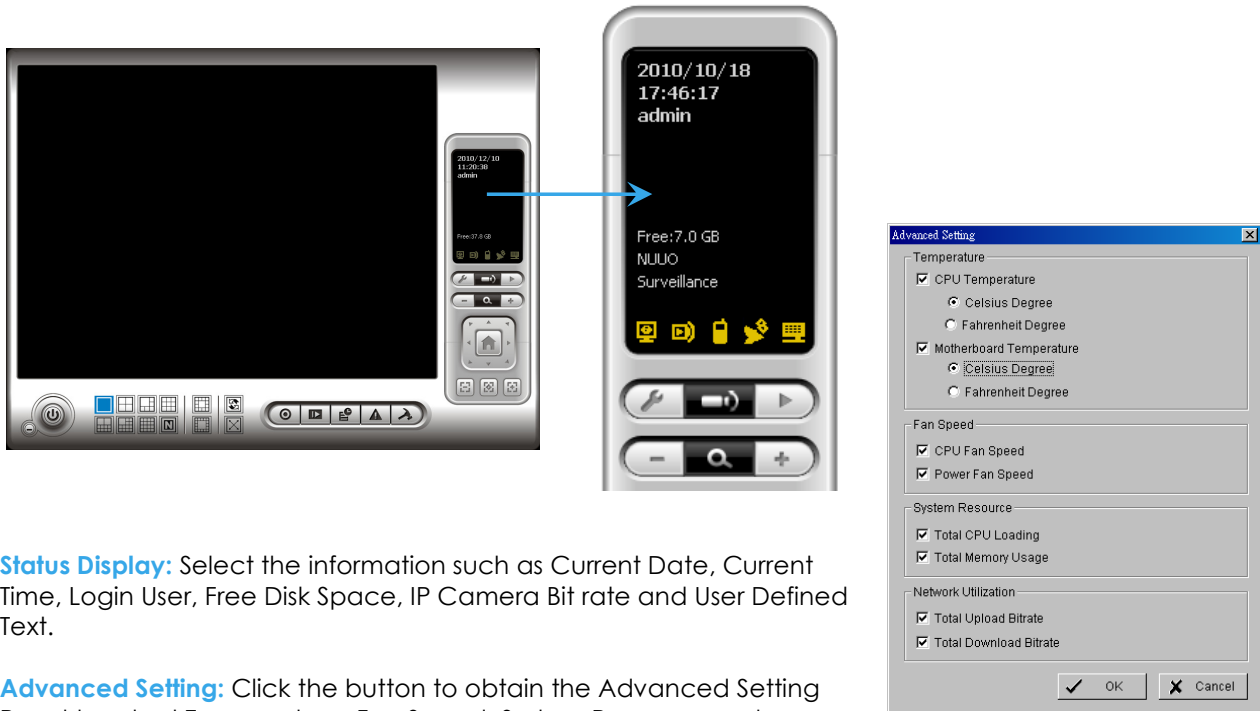 2010/12/10
11:20:38
admin
Free:37.8 GB
N
2010/10/18
17:46:17
admin
Free:7.0 GB
NUUO
Surveillance
Advanced Setting
Temperature
CPU Temperature
Celsius Degree
Fahrenheit Degree
Motherboard Temperature
Celsius Degree
Fahrenheit Degree
Fan Speed
CPU Fan Speed
Power Fan Speed
System Resource
Total CPU Loading
Total Memory Usage
Network Utilization
Total Upload Bitrate
Total Download Bitrate
OK Cancel
Status Display: Select the information such as Current Date, Current
Time, Login User, Free Disk Space, IP Camera Bit rate and User Defined
Text.
Advanced Setting: Click the button to obtain the Advanced Setting